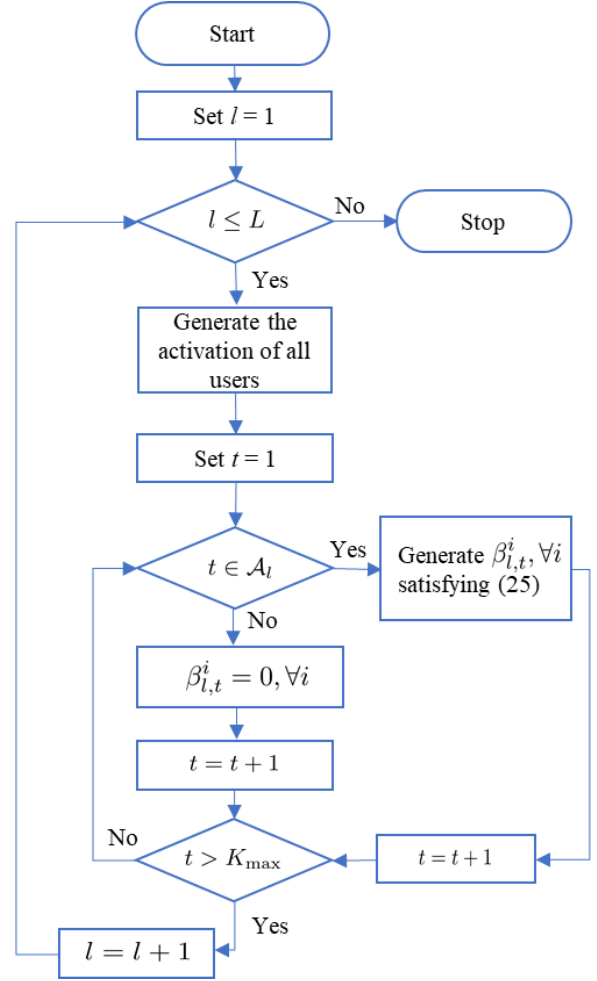 Start
Set l = 1
l ≤ L
No
Stop
Yes
Generate the
activation of all
users
Set t = 1
t ∈ 𝒜_l
Yes
Generate β^i_{l,t}, ∀i
satisfying (25)
No
β^i_{l,t} = 0, ∀i
t = t + 1
No
t > K_max
t = t + 1
Yes
l = l + 1